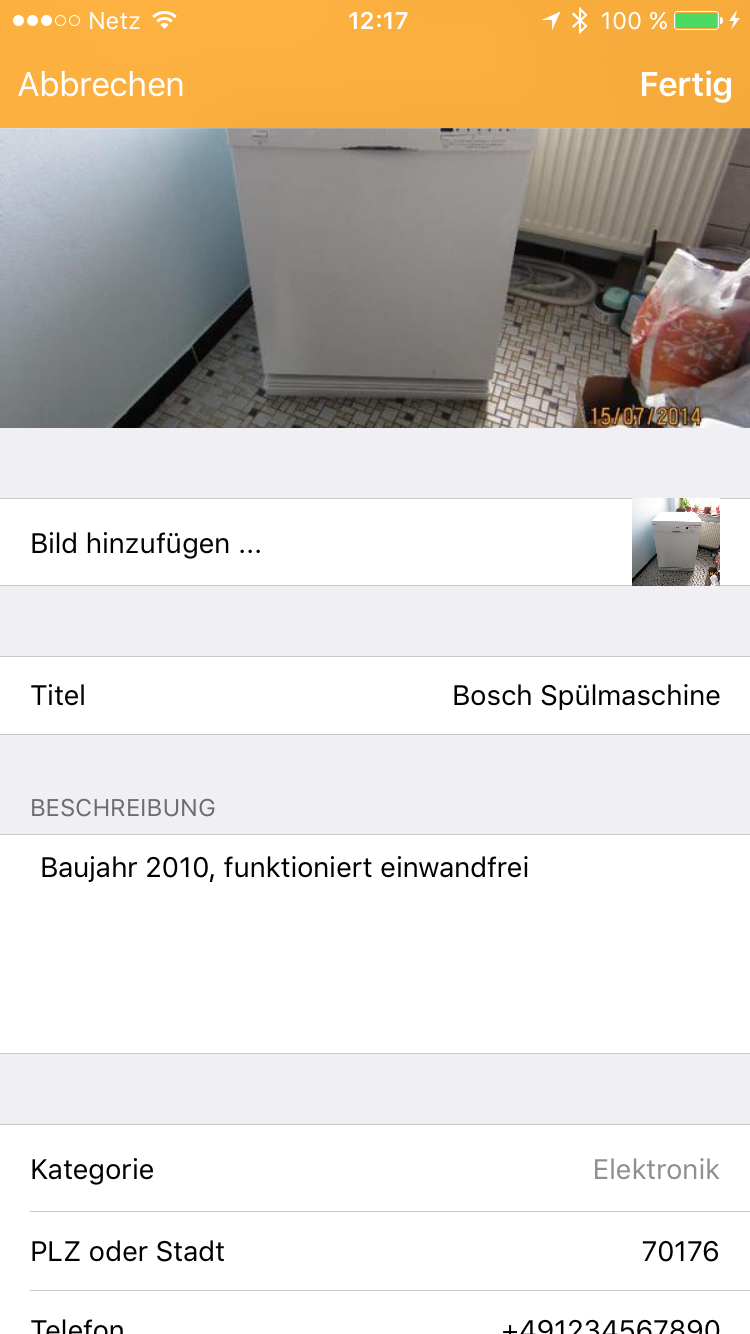 Netz 12:17 100 %
Abbrechen Fertig
15/07/2014
Bild hinzufügen ...
Titel Bosch Spülmaschine
BESCHREIBUNG
Baujahr 2010, funktioniert einwandfrei
Kategorie Elektronik
PLZ oder Stadt 70176
Telefon +491234567890